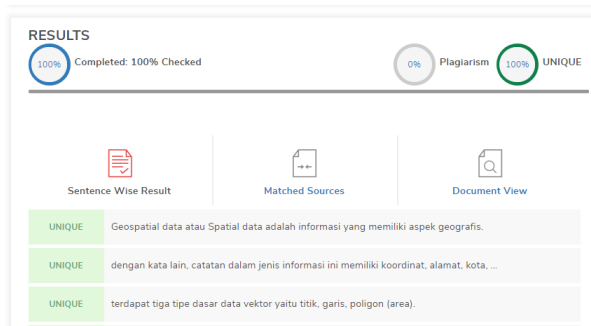 RESULTS
100%
Completed: 100% Checked
0%
Plagiarism
100%
UNIQUE
Sentence Wise Result
Matched Sources
Document View
UNIQUE Geospatial data atau Spatial data adalah informasi yang memiliki aspek geografis.
UNIQUE dengan kata lain, catatan dalam jenis informasi ini memiliki koordinat, alamat, kota, ...
UNIQUE terdapat tiga tipe dasar data vektor yaitu titik, garis, poligon (area).